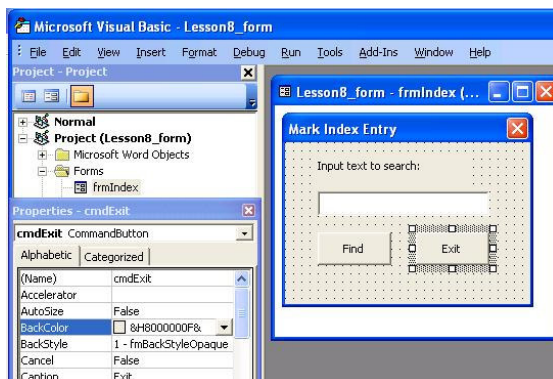 Microsoft Visual Basic - Lesson8_form
File Edit View Insert Format Debug Run Tools Add-Ins Window Help
Project - Project
Normal
Project (Lesson8_form)
Microsoft Word Objects
Forms
frmIndex
Properties - cmdExit
cmdExit CommandButton
Alphabetic Categorized
(Name) cmdExit
Accelerator
AutoSize False
BackColor &H8000000F&
BackStyle 1 - fmBackStyleOpaque
Cancel False
Caption Exit
Lesson8_form - frmIndex (...
Mark Index Entry
Input text to search:
Find Exit